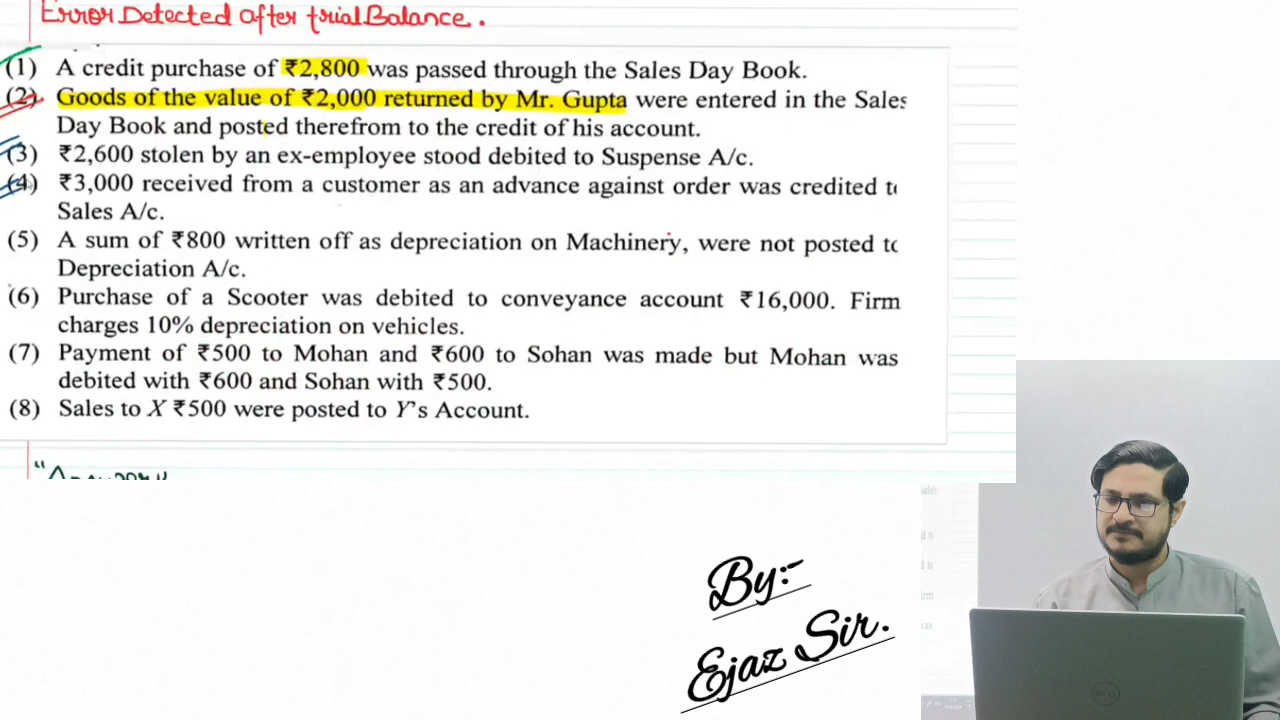 Error Detected after trial Balance.
(1) A credit purchase of ₹2,800 was passed through the Sales Day Book.
(2) Goods of the value of ₹2,000 returned by Mr. Gupta were entered in the Sales
Day Book and posted therefrom to the credit of his account.
(3) ₹2,600 stolen by an ex-employee stood debited to Suspense A/c.
(4) ₹3,000 received from a customer as an advance against order was credited to
Sales A/c.
(5) A sum of ₹800 written off as depreciation on Machinery, were not posted to
Depreciation A/c.
(6) Purchase of a Scooter was debited to conveyance account ₹16,000. Firm
charges 10% depreciation on vehicles.
(7) Payment of ₹500 to Mohan and ₹600 to Sohan was made but Mohan was
debited with ₹600 and Sohan with ₹500.
(8) Sales to X ₹500 were posted to Y's Account.
By:-
Ejaz Sir.
DELL